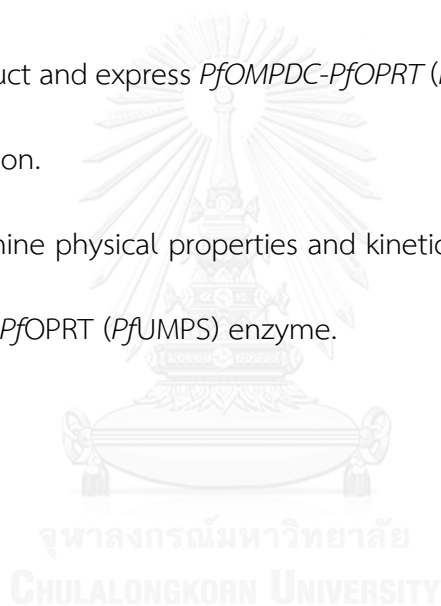 uct and express PfOMPDC-PfOPRT (
on.
nine physical properties and kinetic
PfOPRT (PfUMPS) enzyme.
จุฬาลงกรณ์มหาวิทยาลัย
CHULALONGKORN UNIVERSITY